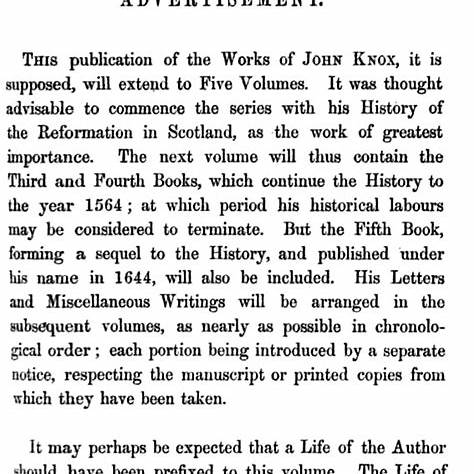 ADVERTISEMENT.
This publication of the Works of John Knox, it is
supposed, will extend to Five Volumes. It was thought
advisable to commence the series with his History of
the Reformation in Scotland, as the work of greatest
importance. The next volume will thus contain the
Third and Fourth Books, which continue the History to
the year 1564 ; at which period his historical labours
may be considered to terminate. But the Fifth Book,
forming a sequel to the History, and published under
his name in 1644, will also be included. His Letters
and Miscellaneous Writings will be arranged in the
subsequent volumes, as nearly as possible in chronolo-
gical order ; each portion being introduced by a separate
notice, respecting the manuscript or printed copies from
which they have been taken.
It may perhaps be expected that a Life of the Author
should have been prefixed to this volume. The Life of